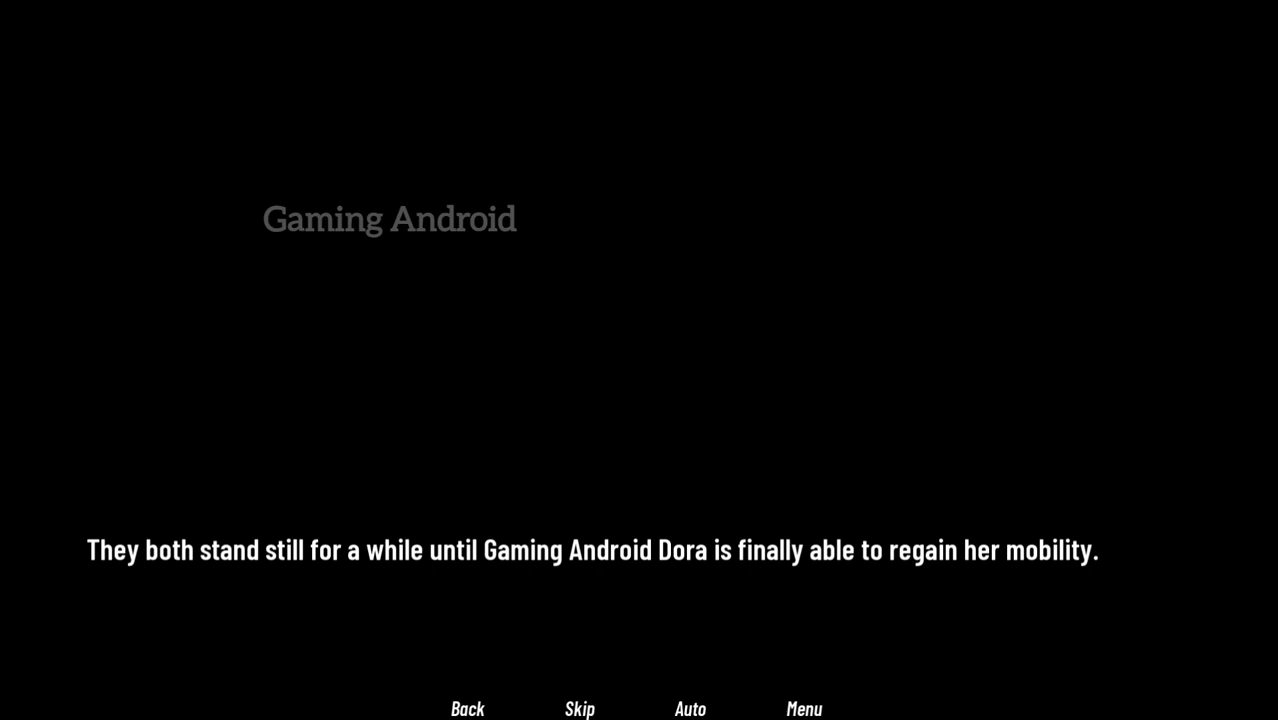 Gaming Android
They both stand still for a while until Gaming Android Dora is finally able to regain her mobility.
Back Skip Auto Menu